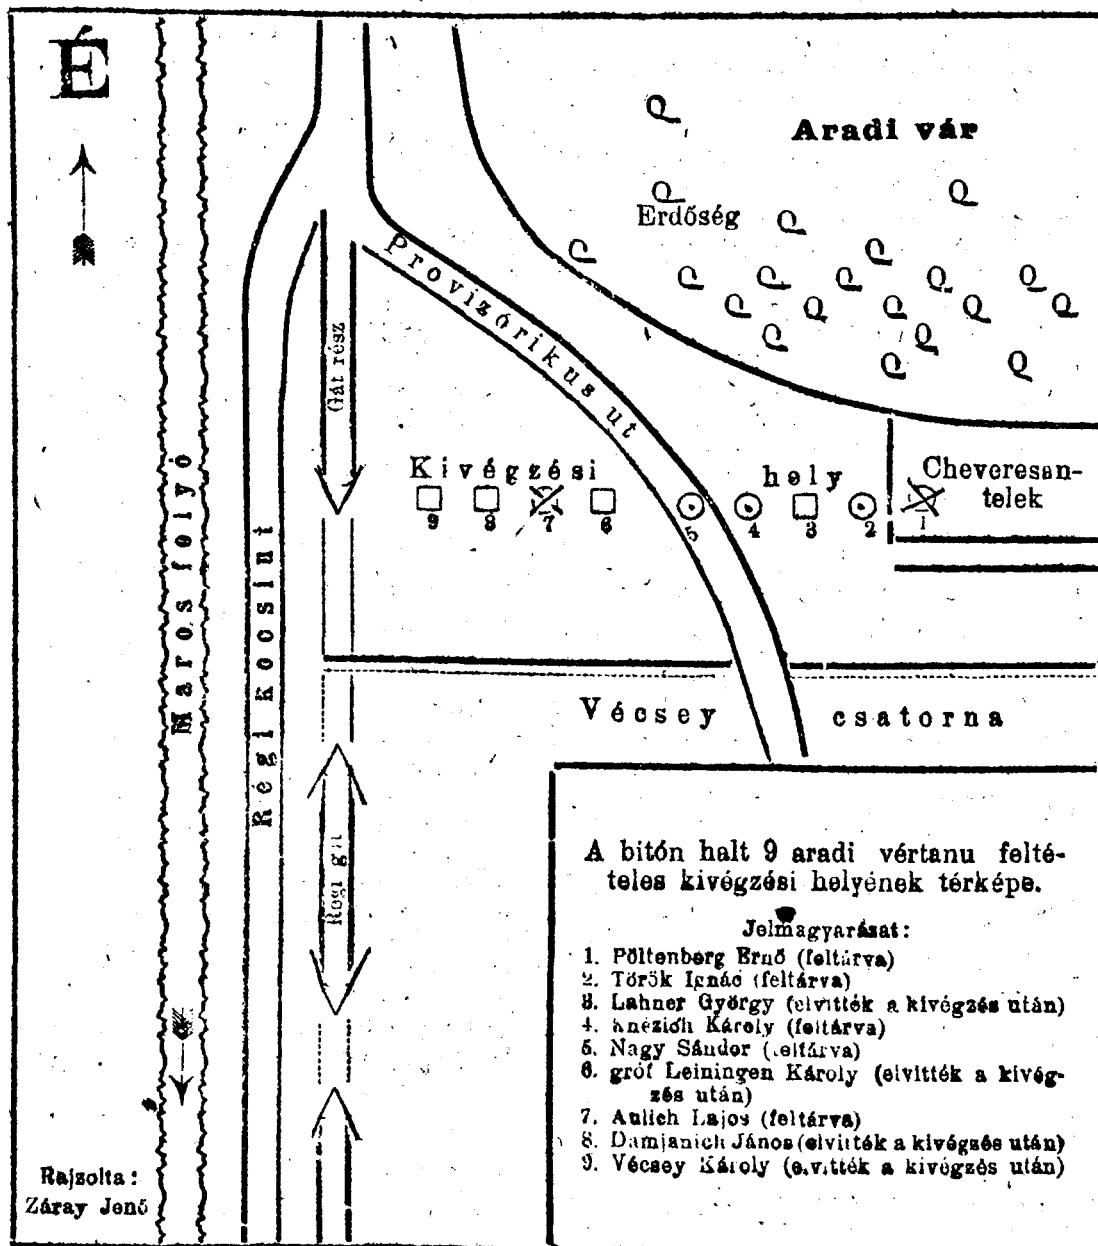 É
Aradi vár
Erdőség
Provizórikus ut
Gát rész
Kivégzési hely
Cheveresan-
telek
9 8 7 6 5 4 3 2 1
Maros folyó
Régi kocsiut
Vécsey csatorna
Régi gát
A bitón halt 9 aradi vértanu felté-
teles kivégzési helyének térképe.
Jelmagyarázat:
1. Pöltenberg Ernő (feltárva)
2. Török Ignác (feltárva)
3. Lahner György (elvitték a kivégzés után)
4. Knézich Károly (feltárva)
5. Nagy Sándor (feltárva)
6. gróf Leiningen Károly (elvitték a kivég-
zés után)
7. Aulich Lajos (feltárva)
8. Damjanich János (elvitték a kivégzés után)
9. Vécsey Károly (elvitték a kivégzés után)
Rajzolta:
Záray Jenő